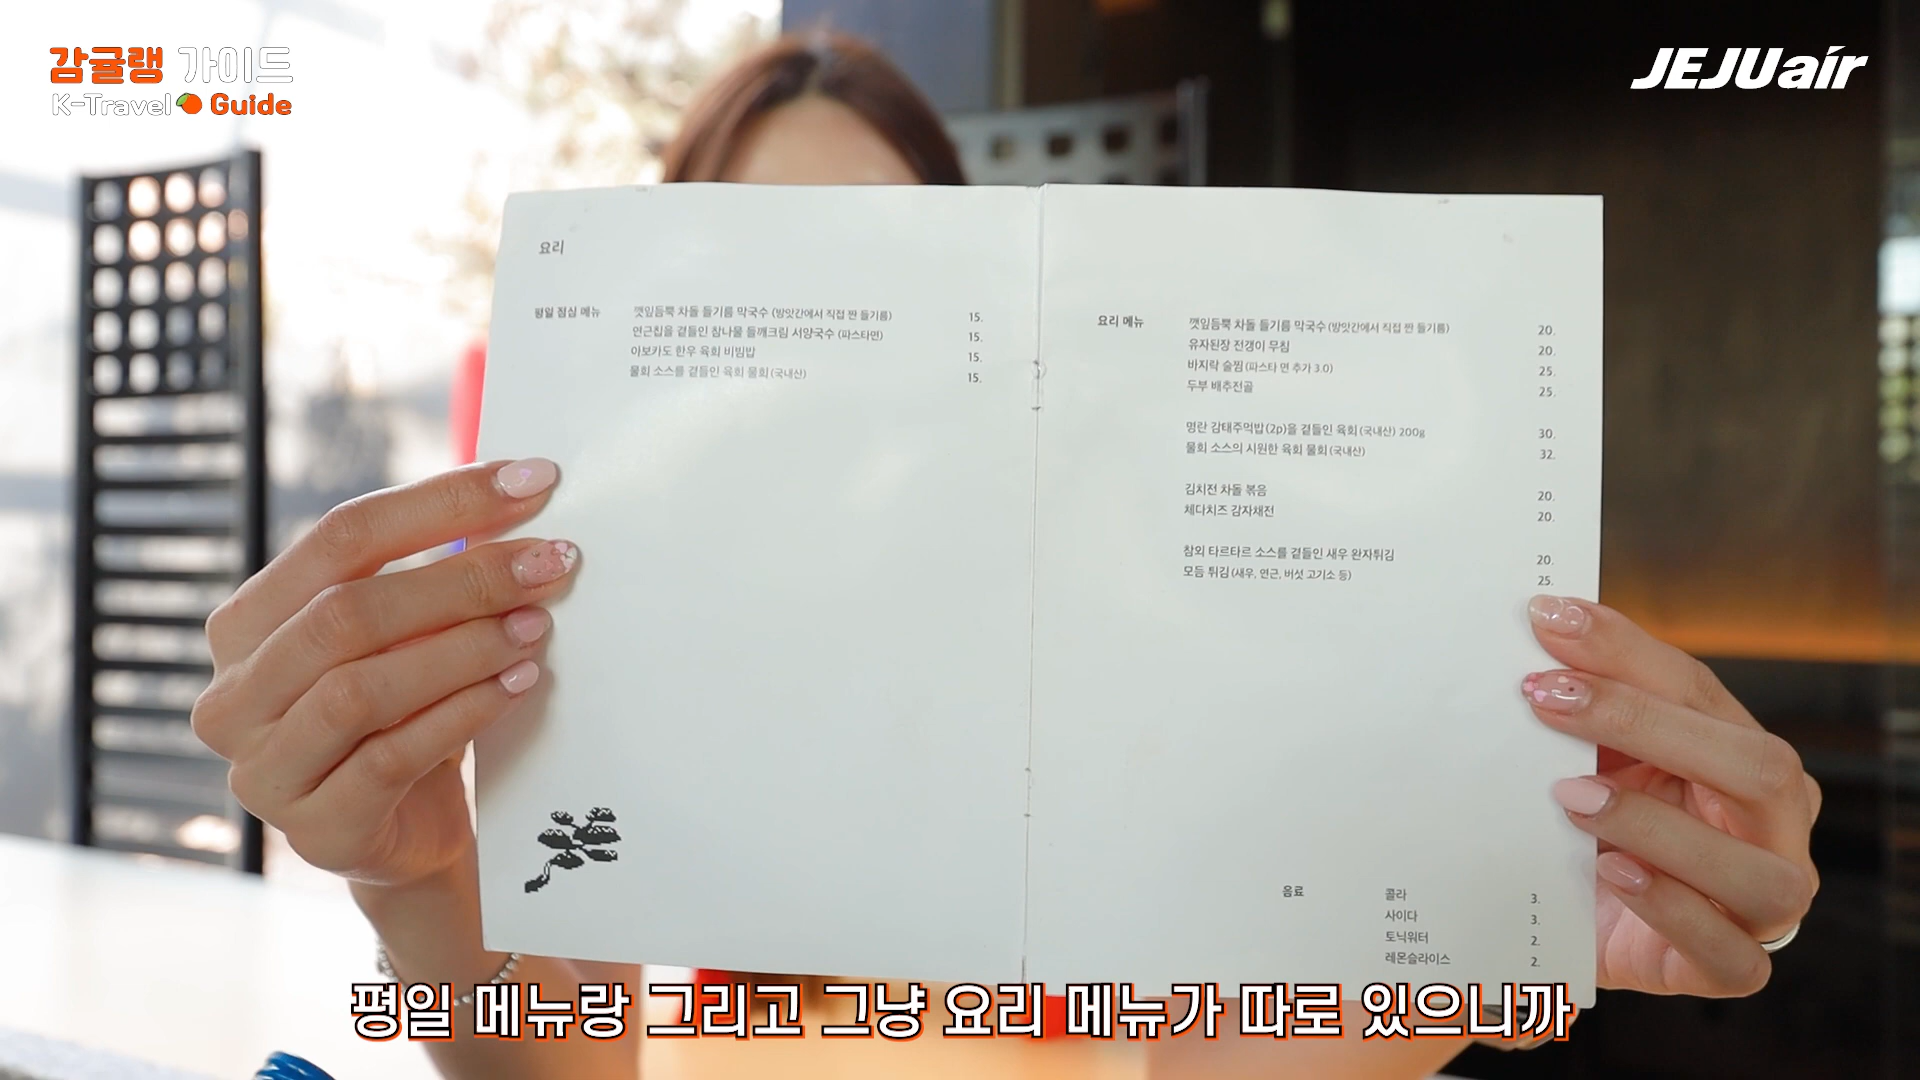 감귤랭 가이드
K-Travel Guide
JEJUair
요리
평일 점심 메뉴
깻잎듬뿍 차돌 들기름 막국수 (방앗간에서 직접 짠 들기름) 15.
연근칩을 곁들인 참나물 들깨크림 서양국수 (파스타면) 15.
아보카도 한우 육회 비빔밥 15.
물회 소스를 곁들인 육회 물회 (국내산) 15.
요리 메뉴
깻잎듬뿍 차돌 들기름 막국수 (방앗간에서 직접 짠 들기름) 20.
유자된장 전갱이 무침 20.
바지락 술찜 (파스타 면 추가 3.0) 25.
두부 배추전골 25.
명란 감태주먹밥 (2p)을 곁들인 육회 (국내산) 200g 30.
물회 소스의 시원한 육회 물회 (국내산) 32.
김치전 차돌 볶음 20.
체다치즈 감자채전 20.
참외 타르타르 소스를 곁들인 새우 완자튀김 20.
모듬 튀김 (새우, 연근, 버섯 고기소 등) 25.
음료
콜라 3.
사이다 3.
토닉워터 2.
레몬슬라이스 2.
평일 메뉴랑 그리고 그냥 요리 메뉴가 따로 있으니까